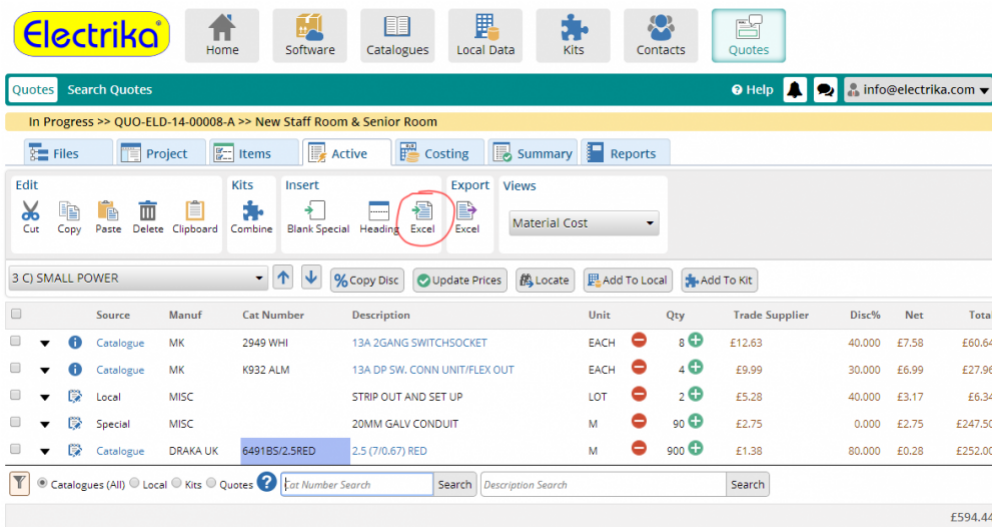 Electrika®
Home Software Catalogues Local Data Kits Contacts Quotes
Quotes Search Quotes ? Help info@electrika.com
In Progress >> QUO-ELD-14-00008-A >> New Staff Room & Senior Room
Files Project Items Active Costing Summary Reports
Edit Kits Insert Export Views
Material Cost
Cut Copy Paste Delete Clipboard Combine Blank Special Heading Excel Excel
3 C) SMALL POWER % Copy Disc Update Prices Locate Add To Local Add To Kit
Source Manuf Cat Number Description Unit Qty Trade Supplier Disc% Net Total
Catalogue MK 2949 WHI 13A 2GANG SWITCHSOCKET EACH 8 £12.63 40.000 £7.58 £60.64
Catalogue MK K932 ALM 13A DP SW. CONN UNIT/FLEX OUT EACH 4 £9.99 30.000 £6.99 £27.96
Local MISC STRIP OUT AND SET UP LOT 2 £5.28 40.000 £3.17 £6.34
Special MISC 20MM GALV CONDUIT M 90 £2.75 0.000 £2.75 £247.50
Catalogue DRAKA UK 6491BS/2.5RED 2.5 (7/0.67) RED M 900 £1.38 80.000 £0.28 £252.00
Catalogues (All) Local Kits Quotes ? Cat Number Search Search Description Search Search
£594.44